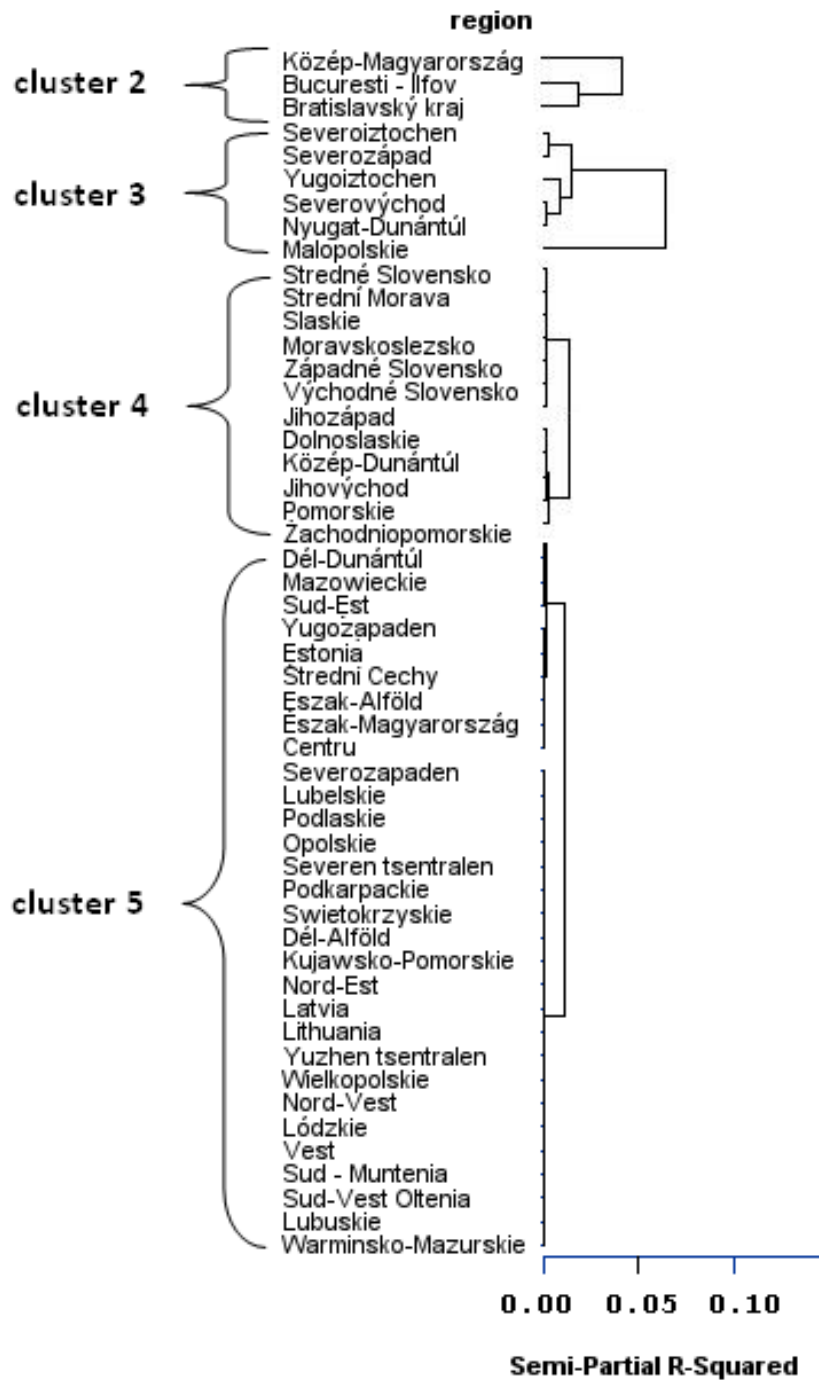 region
cluster 2
Közép-Magyarország
Bucuresti - Ilfov
Bratislavský kraj
cluster 3
Severoiztochen
Severozápad
Yugoiztochen
Severovýchod
Nyugat-Dunántúl
Malopolskie
cluster 4
Stredné Slovensko
Strední Morava
Slaskie
Moravskoslezsko
Západné Slovensko
Východné Slovensko
Jihozápad
Dolnoslaskie
Közép-Dunántúl
Jihovýchod
Pomorskie
Zachodniopomorskie
cluster 5
Dél-Dunántúl
Mazowieckie
Sud-Est
Yugozapaden
Estonia
Strední Cechy
Eszak-Alföld
Észak-Magyarország
Centru
Severozapaden
Lubelskie
Podlaskie
Opolskie
Severen tsentralen
Podkarpackie
Swietokrzyskie
Dél-Alföld
Kujawsko-Pomorskie
Nord-Est
Latvia
Lithuania
Yuzhen tsentralen
Wielkopolskie
Nord-Vest
Lódzkie
Vest
Sud - Muntenia
Sud-Vest Oltenia
Lubuskie
Warminsko-Mazurskie
0.00 0.05 0.10
Semi-Partial R-Squared